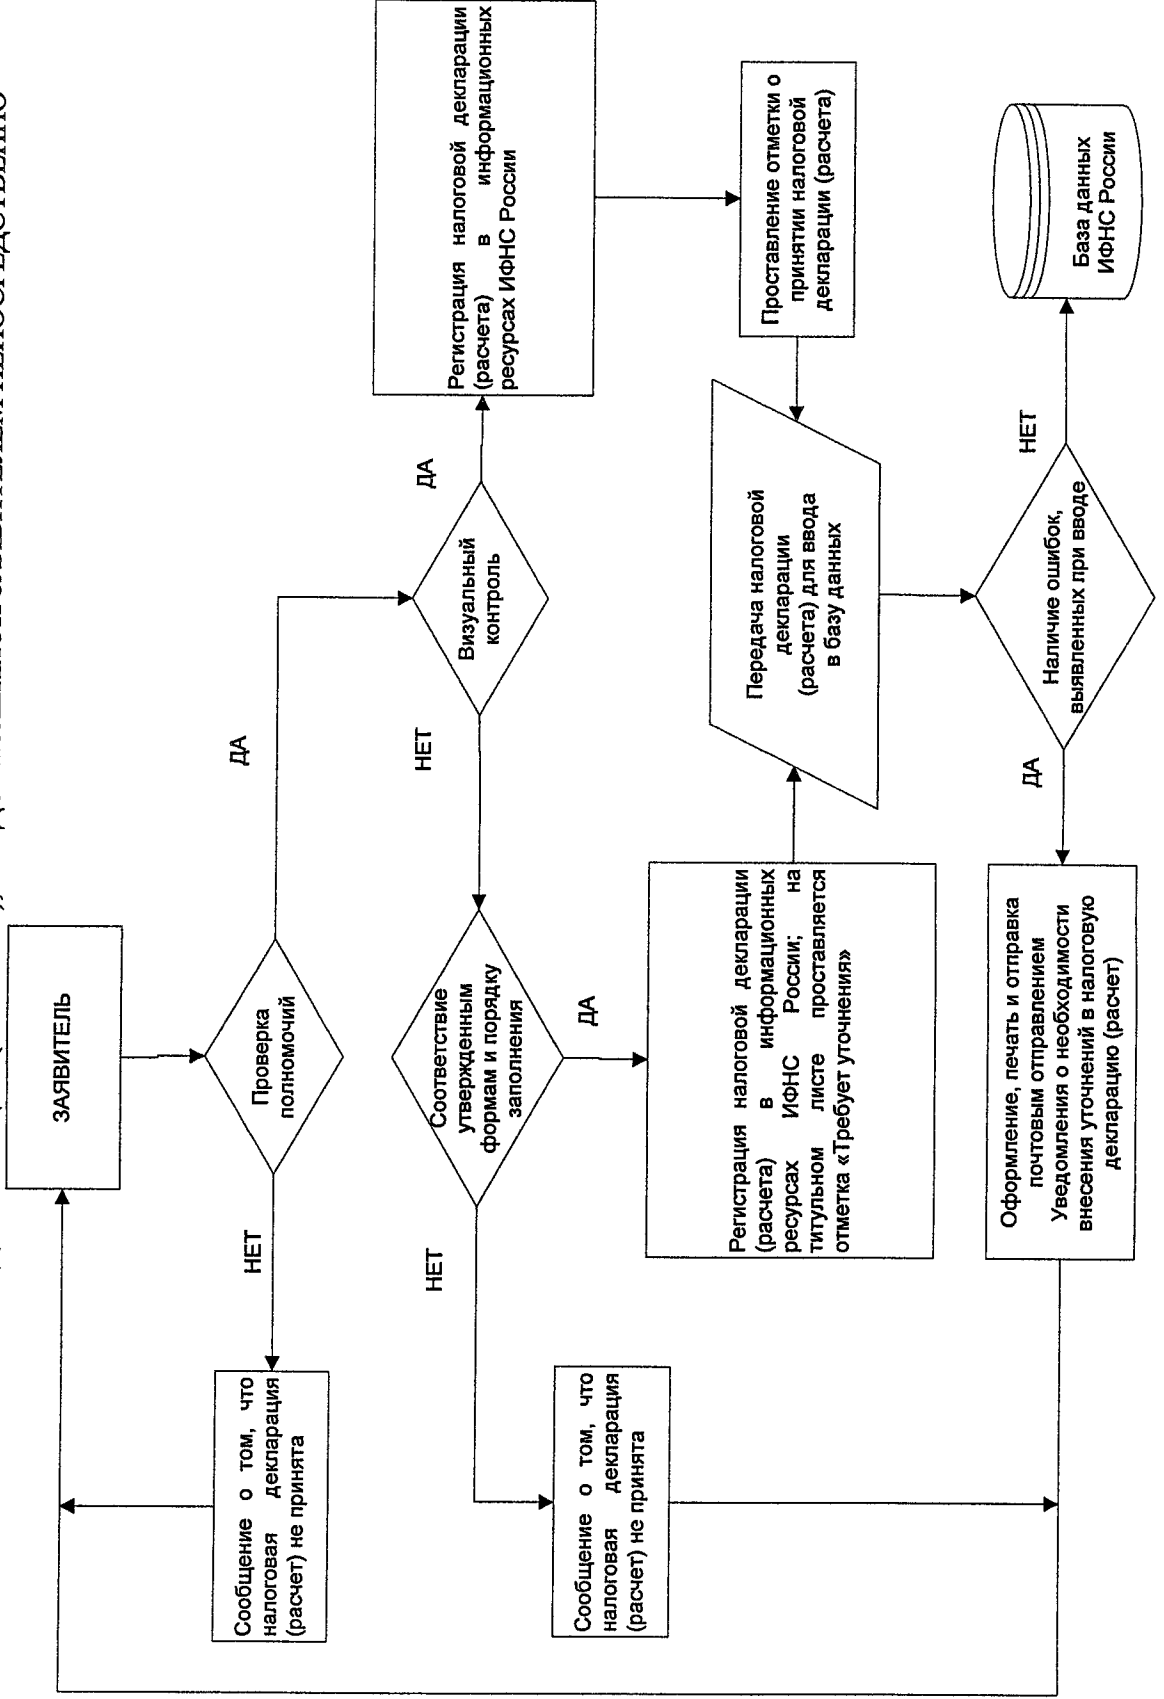 ЗАЯВИТЕЛЬ
Проверка
полномочий
НЕТ
ДА
Сообщение о том, что
налоговая декларация
(расчет) не принята
Визуальный
контроль
НЕТ
ДА
Регистрация налоговой декларации
(расчета) в информационных
ресурсах ИФНС России
Соответствие
утвержденным
формам и порядку
заполнения
НЕТ
ДА
Сообщение о том, что
налоговая декларация
(расчет) не принята
Регистрация налоговой декларации
(расчета) в информационных
ресурсах ИФНС России; на
титульном листе проставляется
отметка «Требует уточнения»
Передача налоговой
декларации
(расчета) для ввода
в базу данных
Проставление отметки о
принятии налоговой
декларации (расчета)
Наличие ошибок,
выявленных при вводе
ДА
НЕТ
Оформление, печать и отправка
почтовым отправлением
Уведомления о необходимости
внесения уточнений в налоговую
декларацию (расчет)
База данных
ИФНС России